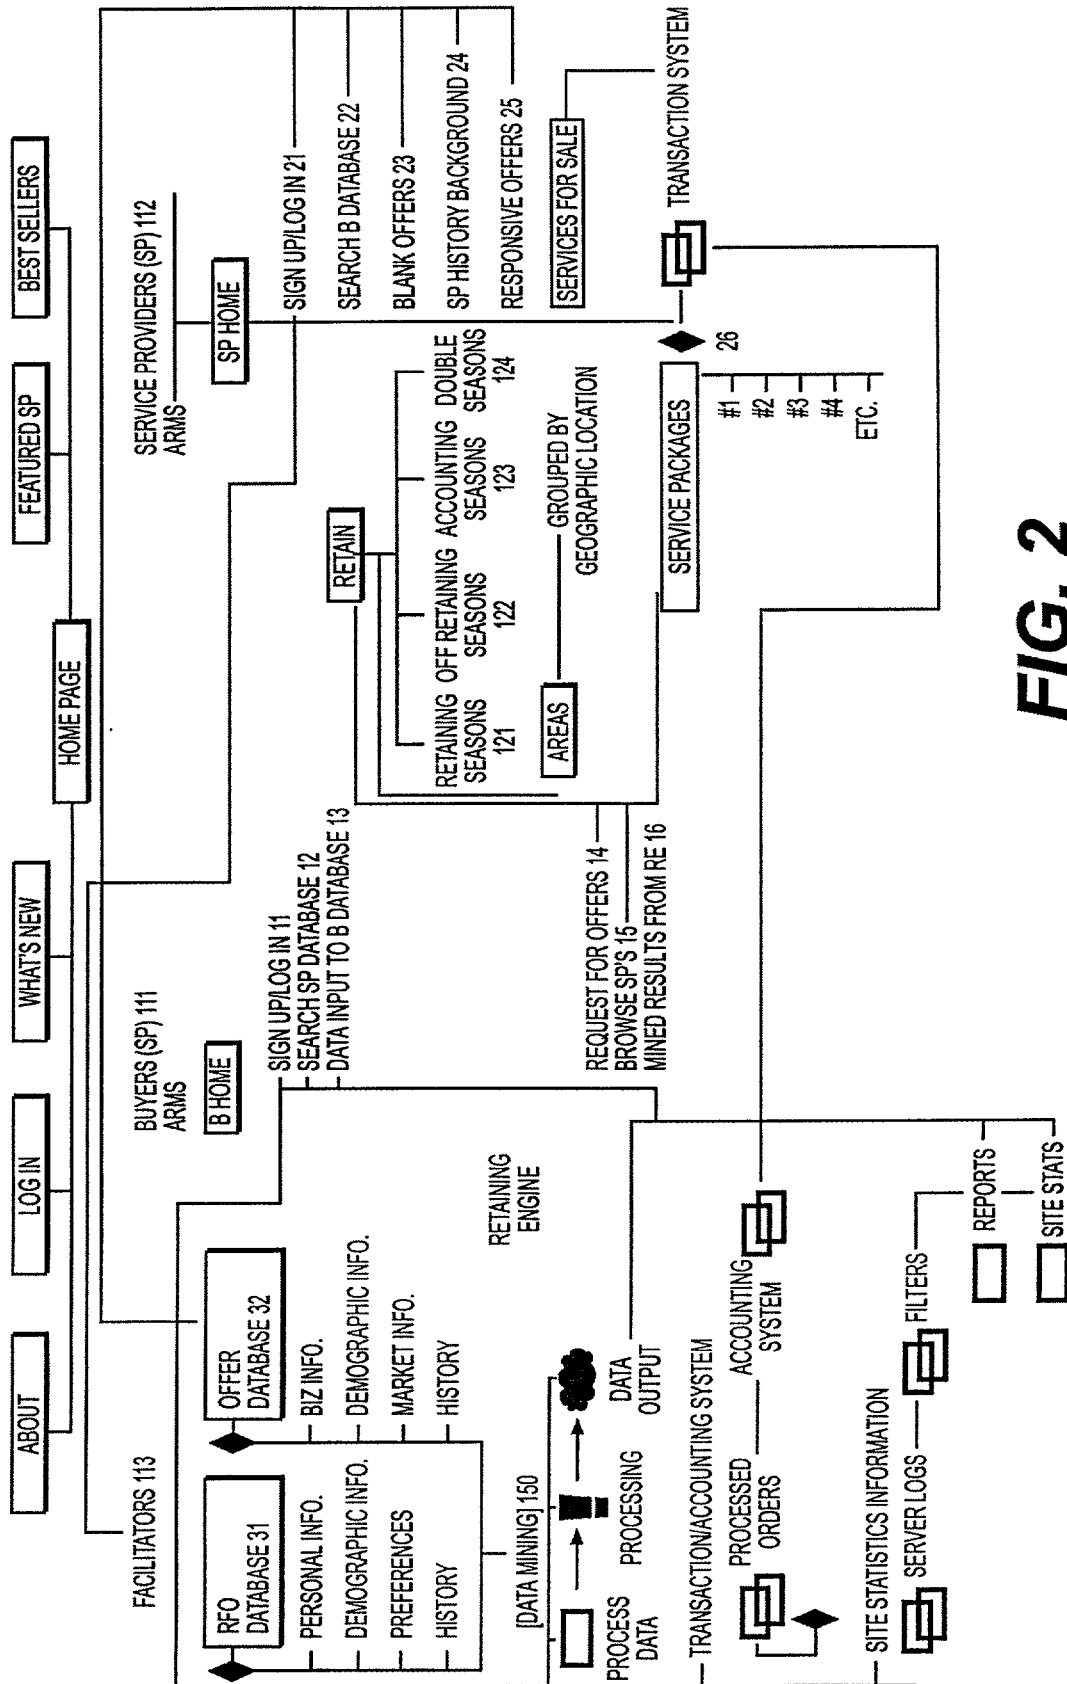 ABOUT
LOG IN
WHAT'S NEW
HOME PAGE
FEATURED SP
BEST SELLERS
FACILITATORS 113
BUYERS (SP) 111
ARMS
B HOME
SERVICE PROVIDERS (SP) 112
ARMS
SP HOME
RFO
DATABASE 31
PERSONAL INFO.
DEMOGRAPHIC INFO.
PREFERENCES
HISTORY
OFFER
DATABASE 32
BIZ INFO.
DEMOGRAPHIC INFO.
MARKET INFO.
HISTORY
SIGN UP/LOG IN 11
SEARCH SP DATABASE 12
DATA INPUT TO B DATABASE 13
SIGN UP/LOG IN 21
SEARCH B DATABASE 22
BLANK OFFERS 23
SP HISTORY BACKGROUND 24
RESPONSIVE OFFERS 25
RETAIN
RETAINING
SEASONS
121
OFF RETAINING
SEASONS
122
ACCOUNTING
SEASONS
123
DOUBLE
SEASONS
124
AREAS
GROUPED BY
GEOGRAPHIC LOCATION
RETAINING
ENGINE
[DATA MINING] 150
PROCESS
DATA
PROCESSING
DATA
OUTPUT
REQUEST FOR OFFERS 14
BROWSE SP'S 15
MINED RESULTS FROM RE 16
SERVICES FOR SALE
TRANSACTION SYSTEM
SERVICE PACKAGES
26
#1
#2
#3
#4
ETC.
TRANSACTION/ACCOUNTING SYSTEM
PROCESSED
ORDERS
ACCOUNTING
SYSTEM
SITE STATISTICS INFORMATION
SERVER LOGS
FILTERS
REPORTS
SITE STATS
FIG. 2